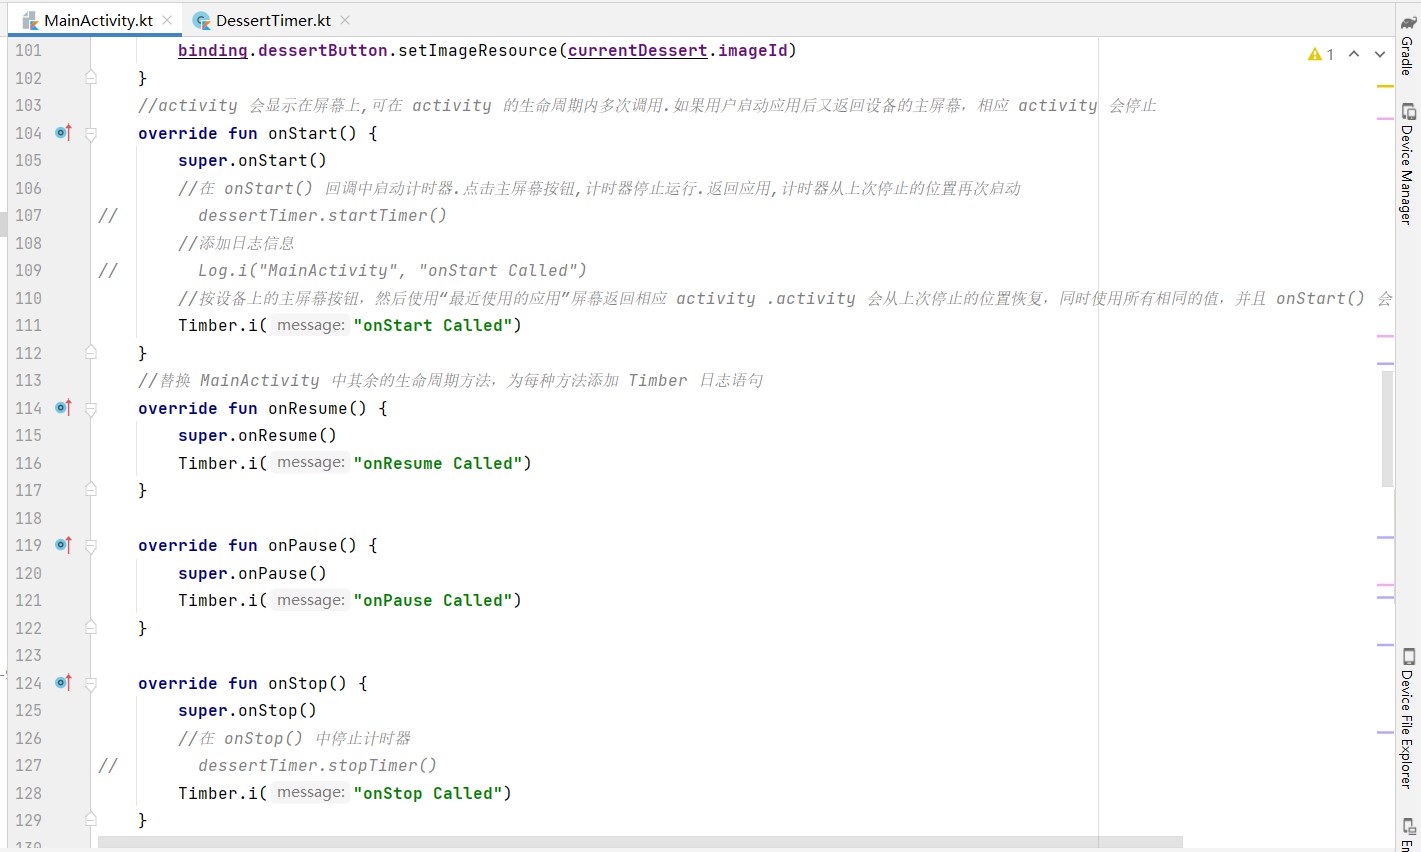 MainActivity.kt DessertTimer.kt
101 binding.dessertButton.setImageResource(currentDessert.imageId)
102 }
103 //activity 会显示在屏幕上,可在 activity 的生命周期内多次调用.如果用户启动应用后又返回设备的主屏幕，相应 activity 会停止
104 override fun onStart() {
105 super.onStart()
106 //在 onStart() 回调中启动计时器.点击主屏幕按钮,计时器停止运行.返回应用,计时器从上次停止的位置再次启动
107 // dessertTimer.startTimer()
108 //添加日志信息
109 // Log.i("MainActivity", "onStart Called")
110 //按设备上的主屏幕按钮，然后使用“最近使用的应用”屏幕返回相应 activity .activity 会从上次停止的位置恢复，同时使用所有相同的值，并且 onStart() 会
111 Timber.i( message: "onStart Called")
112 }
113 //替换 MainActivity 中其余的生命周期方法，为每种方法添加 Timber 日志语句
114 override fun onResume() {
115 super.onResume()
116 Timber.i( message: "onResume Called")
117 }
118
119 override fun onPause() {
120 super.onPause()
121 Timber.i( message: "onPause Called")
122 }
123
124 override fun onStop() {
125 super.onStop()
126 //在 onStop() 中停止计时器
127 // dessertTimer.stopTimer()
128 Timber.i( message: "onStop Called")
129 }
130
1
Gradle
Device Manager
Device File Explorer